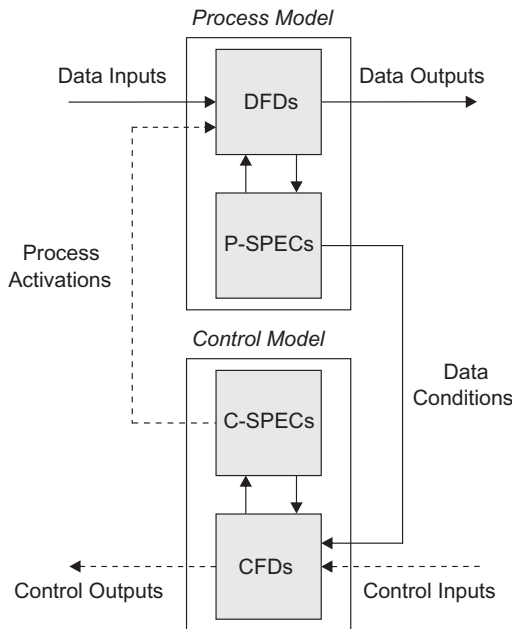 Process Model
Data Inputs
DFDs
Data Outputs
P-SPECs
Process
Activations
Control Model
Data
Conditions
C-SPECs
CFDs
Control Outputs
Control Inputs